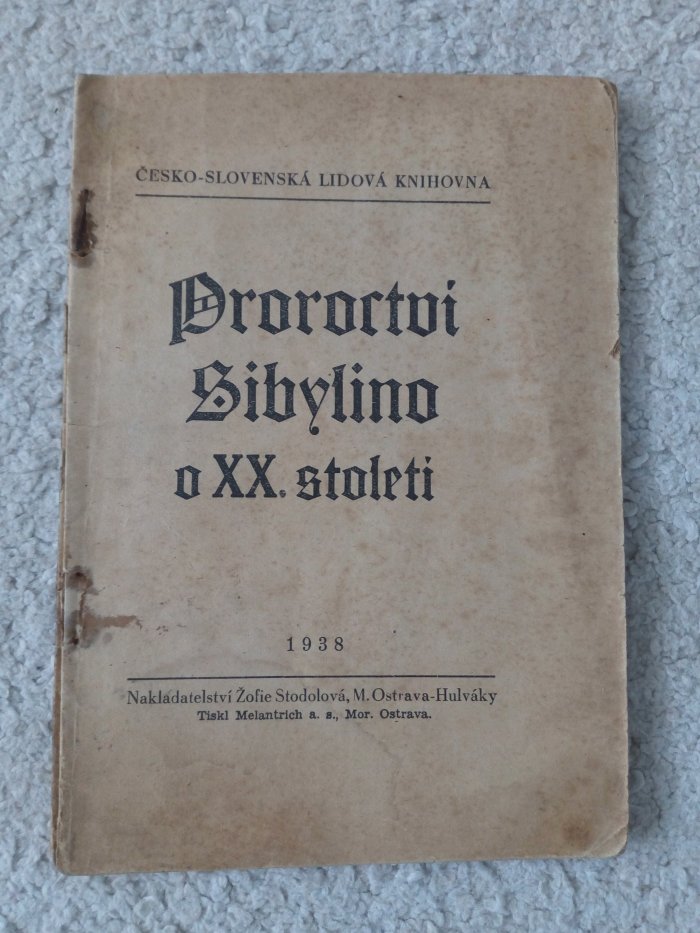 ČESKO-SLOVENSKÁ LIDOVÁ KNIHOVNA
Proroctvi
Sibylino
o XX. stoleti
1938
Nakladatelství Žofie Stodolová, M. Ostrava-Hulváky
Tiskl Melantrich a. s., Mor. Ostrava.